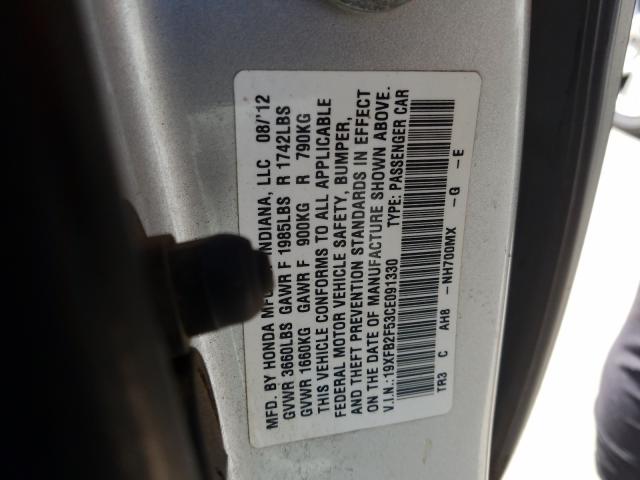 MFD. BY HONDA MFG INDIANA, LLC 08/'12
GVWR 3660LBS GAWR F 1985LBS R 1742LBS
GVWR 1660KG GAWR F 900KG R 790KG
THIS VEHICLE CONFORMS TO ALL APPLICABLE
FEDERAL MOTOR VEHICLE SAFETY, BUMPER,
AND THEFT PREVENTION STANDARDS IN EFFECT
ON THE DATE OF MANUFACTURE SHOWN ABOVE.
V.I.N.:19XFB2F53CE091330 TYPE: PASSENGER CAR
TR3 C AH8 -NH700MX -G -E